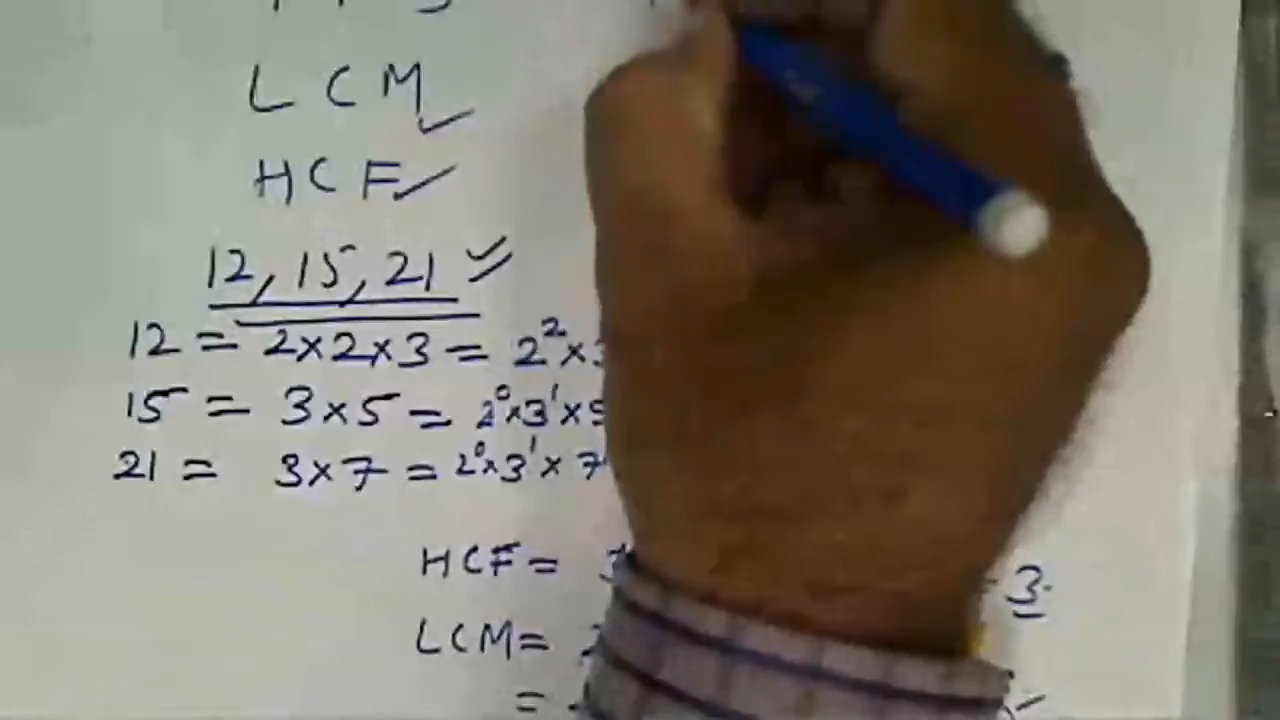 LCM
HCF
12, 15, 21
12 = 2×2×3 = 2²×
15 = 3×5 = 2⁰×3¹×5
21 = 3×7 = 2⁰×3¹×7
HCF = 3
LCM =
=